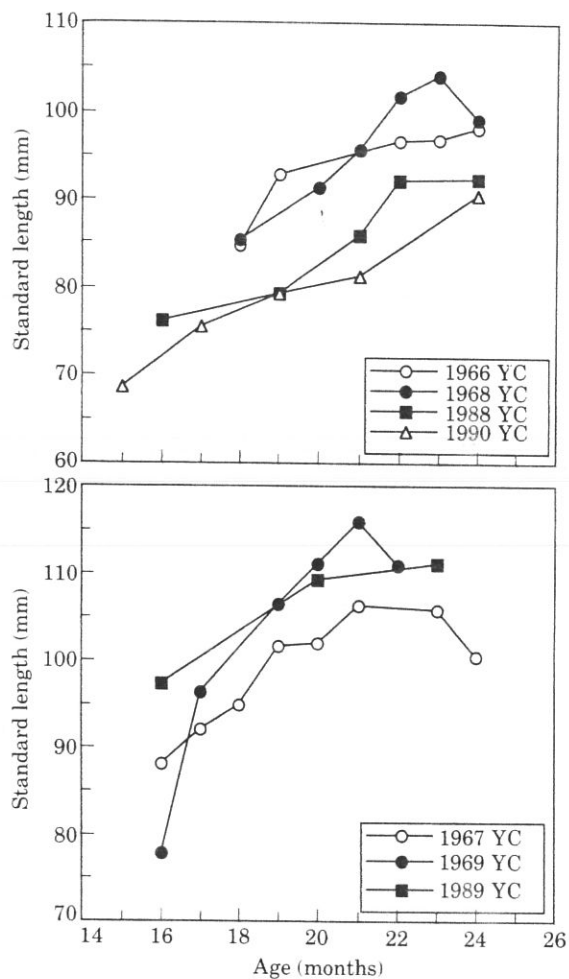 110
100
90
80
70
60
Standard length (mm)
1966 YC
1968 YC
1988 YC
1990 YC
120
110
100
90
80
70
Standard length (mm)
1967 YC
1969 YC
1989 YC
14 16 18 20 22 24 26
Age (months)